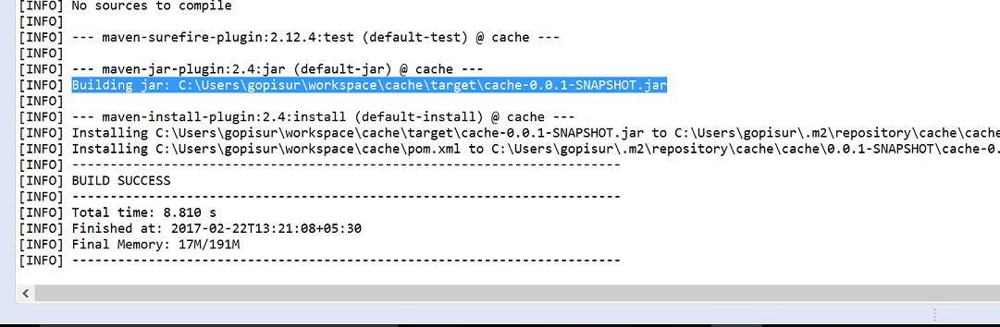 [INFO] No sources to compile
[INFO]
[INFO] --- maven-surefire-plugin:2.12.4:test (default-test) @ cache ---
[INFO]
[INFO] --- maven-jar-plugin:2.4:jar (default-jar) @ cache ---
[INFO] Building jar: C:\Users\gopisur\workspace\cache\target\cache-0.0.1-SNAPSHOT.jar
[INFO]
[INFO] --- maven-install-plugin:2.4:install (default-install) @ cache ---
[INFO] Installing C:\Users\gopisur\workspace\cache\target\cache-0.0.1-SNAPSHOT.jar to C:\Users\gopisur\.m2\repository\cache\cache
[INFO] Installing C:\Users\gopisur\workspace\cache\pom.xml to C:\Users\gopisur\.m2\repository\cache\cache\0.0.1-SNAPSHOT\cache-0.
[INFO] ------------------------------------------------------------------------
[INFO] BUILD SUCCESS
[INFO] ------------------------------------------------------------------------
[INFO] Total time: 8.810 s
[INFO] Finished at: 2017-02-22T13:21:08+05:30
[INFO] Final Memory: 17M/191M
[INFO] ------------------------------------------------------------------------